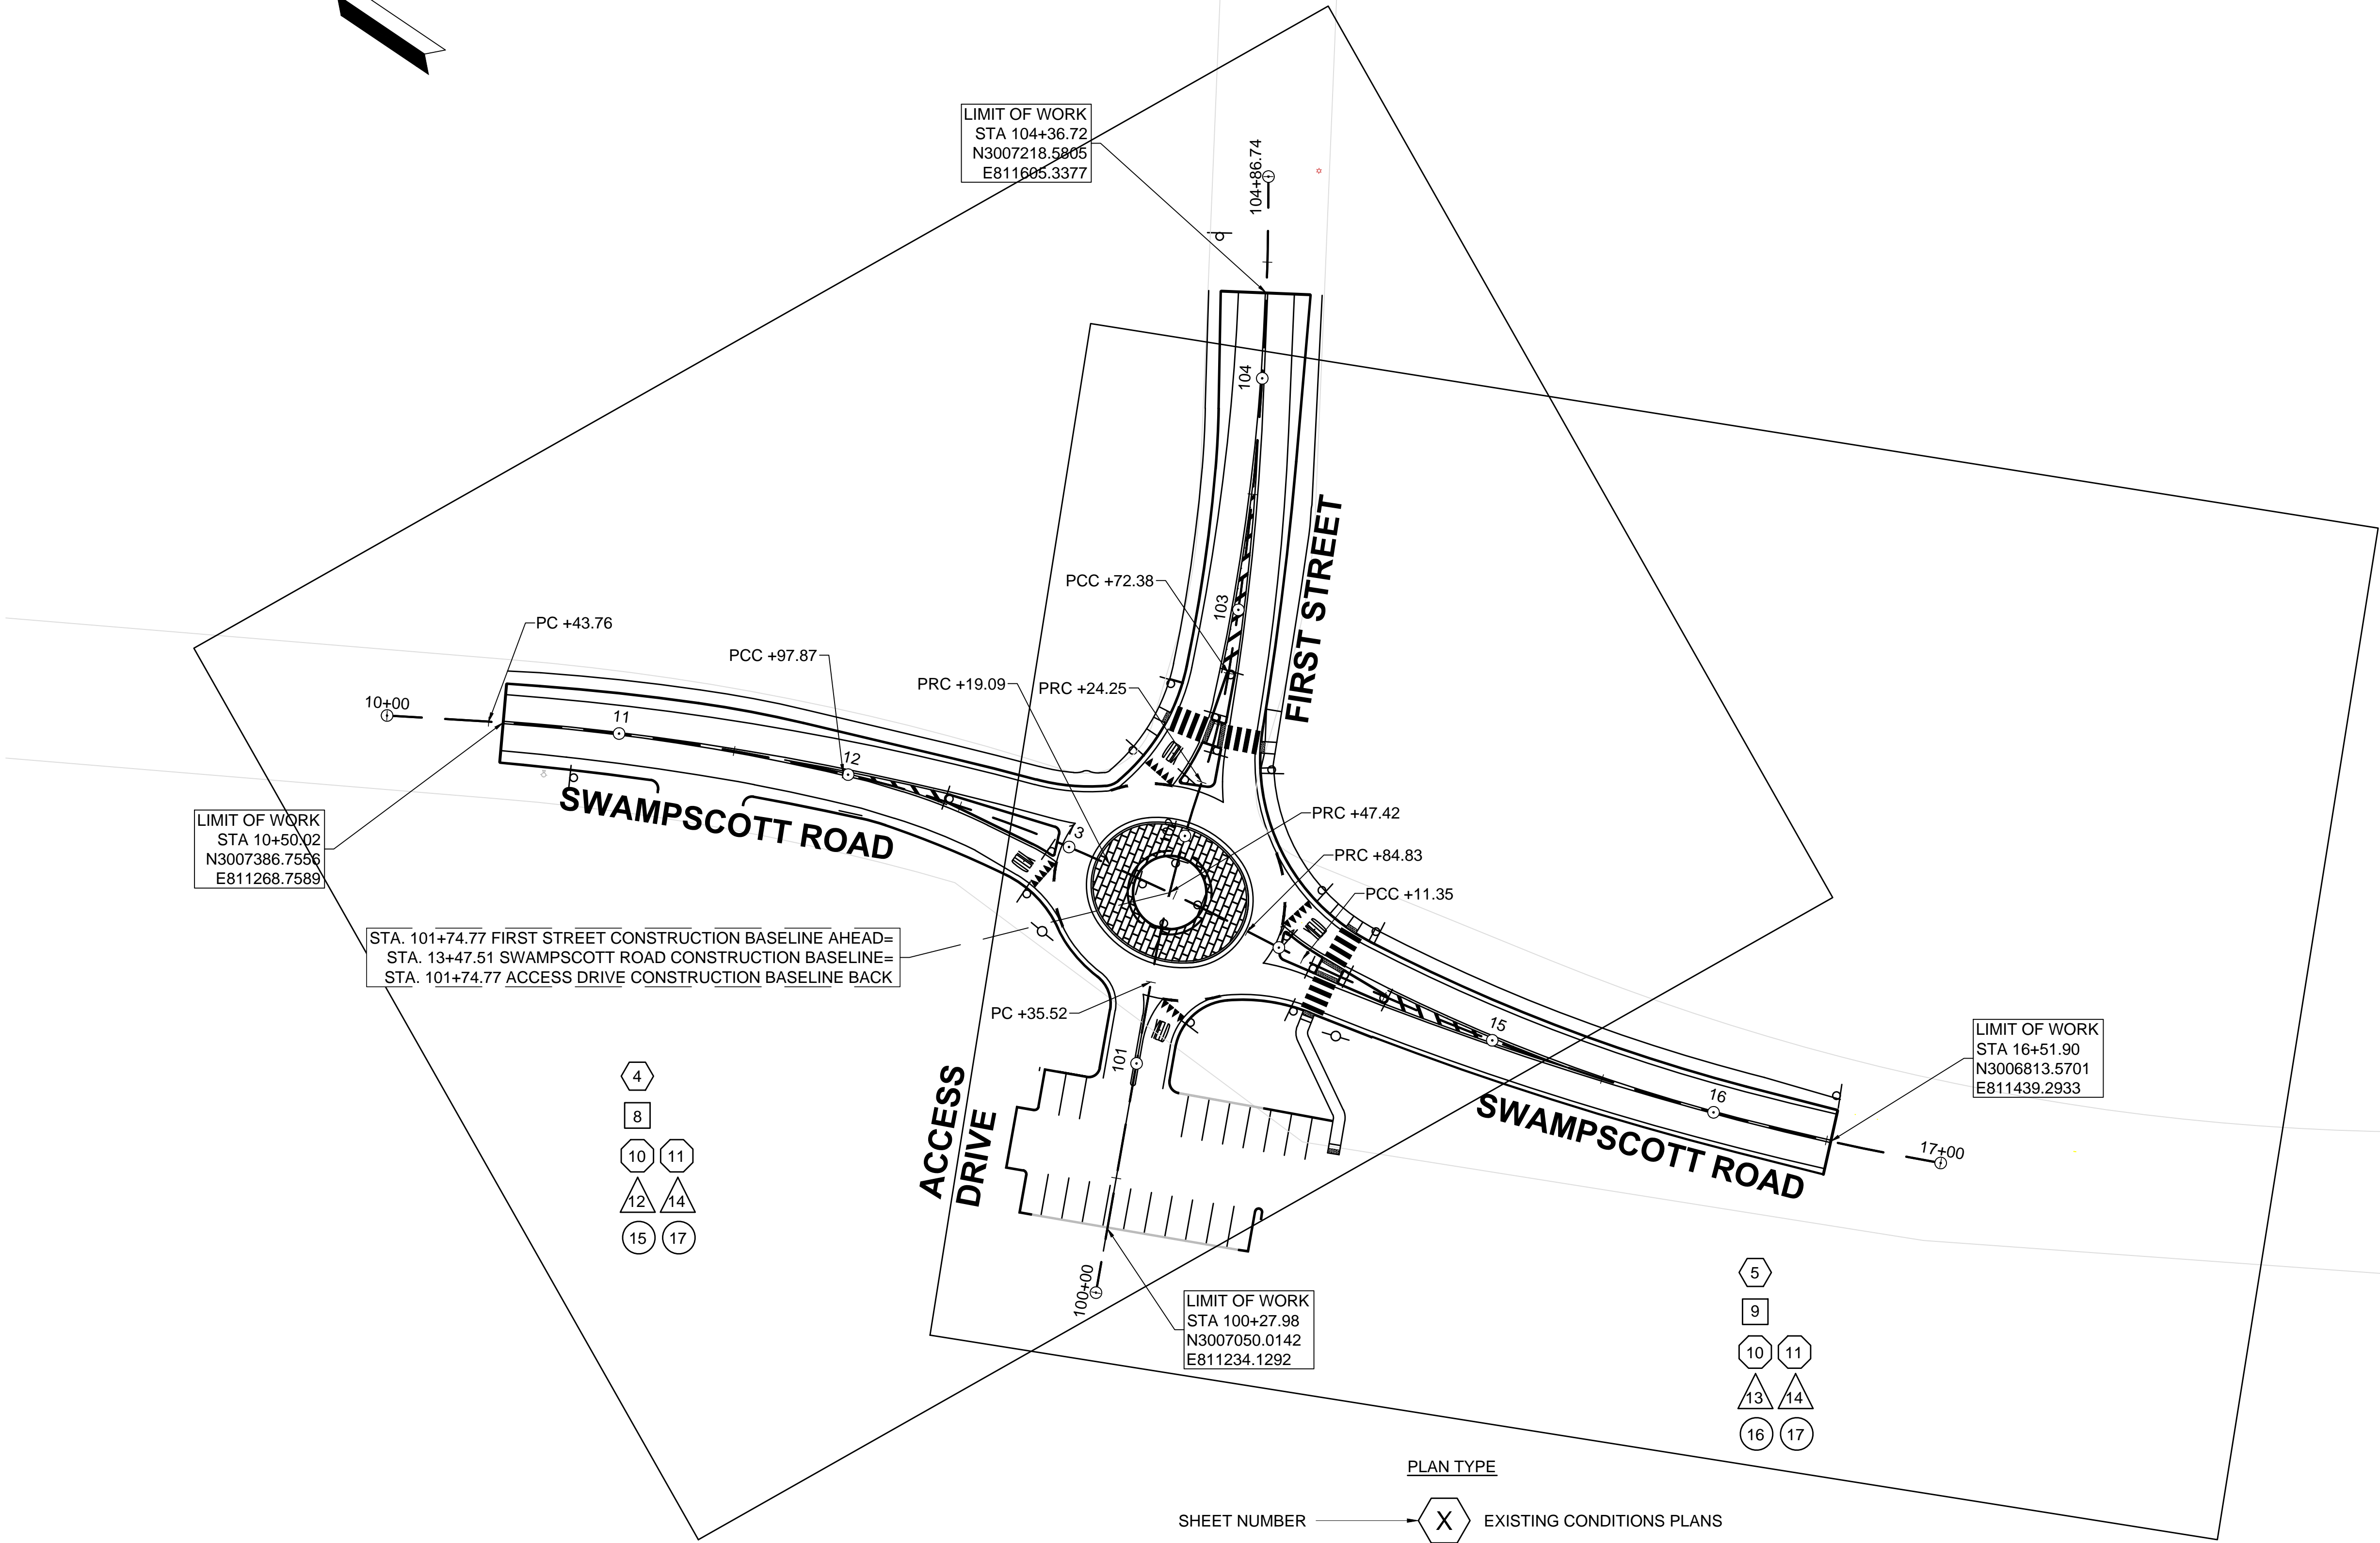 LIMIT OF WORK
STA 104+36.72
N3007218.5805
E811605.3377
104+86.74
104
103
FIRST STREET
PCC +72.38
PC +43.76
PCC +97.87
PRC +19.09
PRC +24.25
10+00
11
12
13
SWAMPSCOTT ROAD
LIMIT OF WORK
STA 10+50.02
N3007386.7556
E811268.7589
PRC +47.42
PRC +84.83
PCC +11.35
STA. 101+74.77 FIRST STREET CONSTRUCTION BASELINE AHEAD=
STA. 13+47.51 SWAMPSCOTT ROAD CONSTRUCTION BASELINE=
STA. 101+74.77 ACCESS DRIVE CONSTRUCTION BASELINE BACK
PC +35.52
101
ACCESS
DRIVE
15
16
17+00
SWAMPSCOTT ROAD
LIMIT OF WORK
STA 16+51.90
N3006813.5701
E811439.2933
4
8
10 11
12 14
15 17
100+00
LIMIT OF WORK
STA 100+27.98
N3007050.0142
E811234.1292
5
9
10 11
13 14
16 17
PLAN TYPE
SHEET NUMBER X EXISTING CONDITIONS PLANS